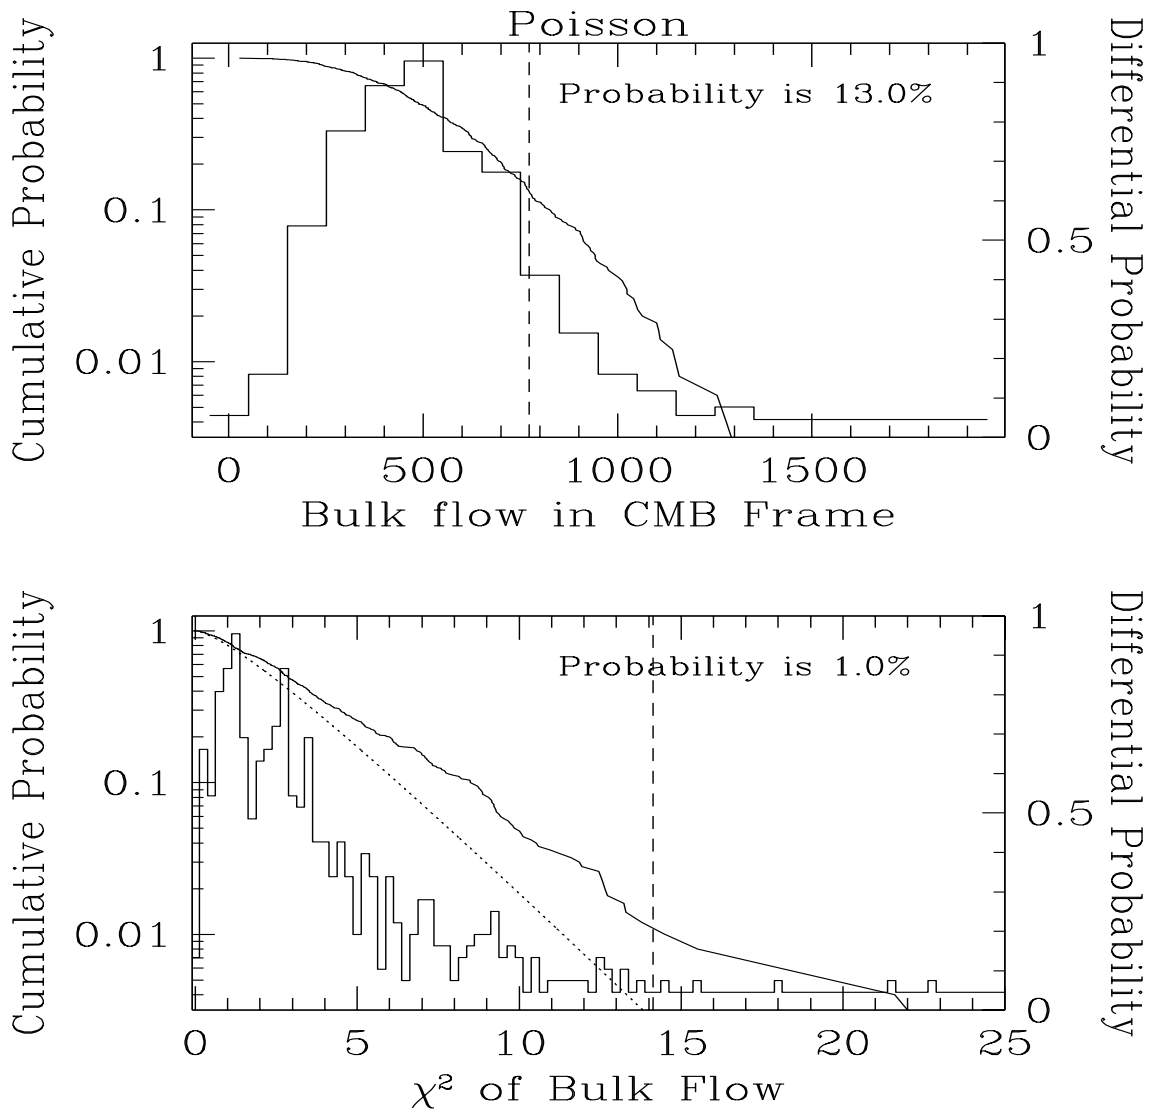 Poisson
Cumulative Probability
Differential Probability
Probability is 13.0%
1
0.1
0.01
1
0.5
0
0 500 1000 1500
Bulk flow in CMB Frame
Cumulative Probability
Differential Probability
Probability is 1.0%
1
0.1
0.01
1
0.5
0
0 5 10 15 20 25
χ² of Bulk Flow